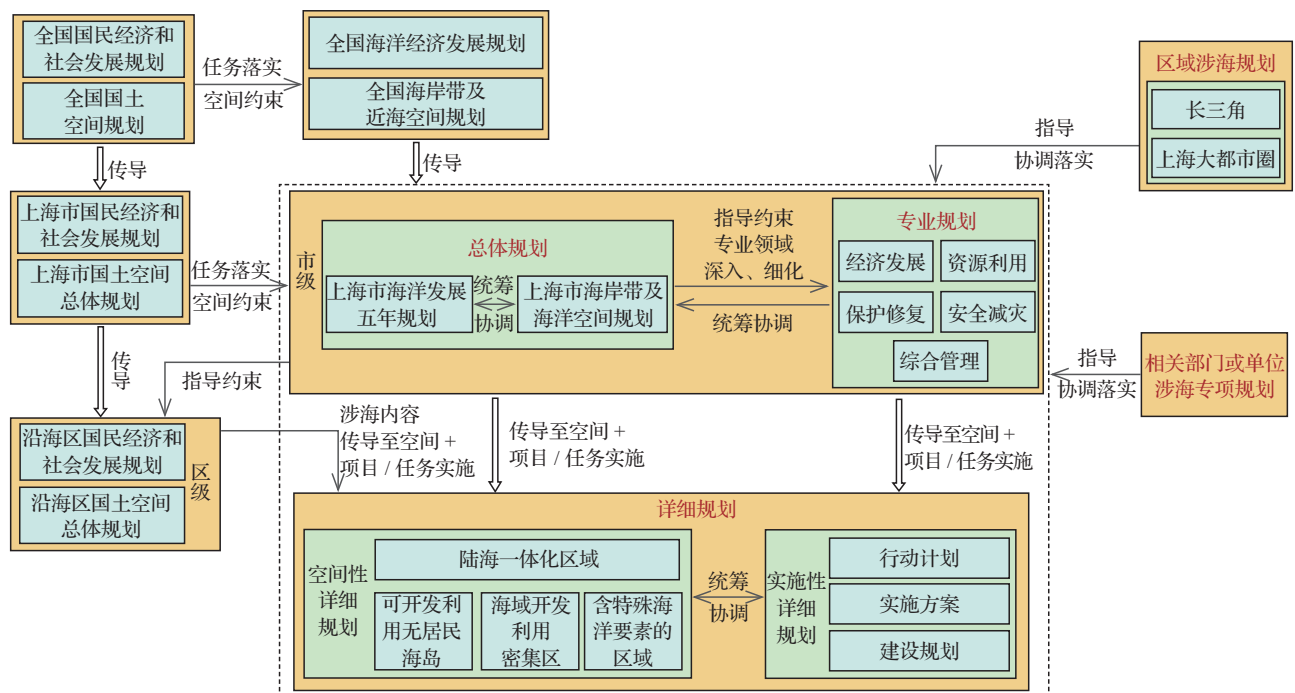 全国国民经济和
社会发展规划
全国国土
空间规划
任务落实
空间约束
全国海洋经济发展规划
全国海岸带及
近海空间规划
区域涉海规划
长三角
上海大都市圈
指导
协调落实
传导
传导
上海市国民经济和
社会发展规划
上海市国土空间
总体规划
任务落实
空间约束
市
级
总体规划
上海市海洋发展
五年规划
统筹
协调
上海市海岸带及
海洋空间规划
指导约束
专业领域
深入、细化
统筹协调
专业规划
经济发展
资源利用
保护修复
安全减灾
综合管理
指导
协调落实
相关部门或单位
涉海专项规划
传
导
指导约束
沿海区国民经济和
社会发展规划
沿海区国土空间
总体规划
区
级
涉海内容
传导至空间 +
项目 / 任务实施
传导至空间 +
项目 / 任务实施
传导至空间 +
项目 / 任务实施
详细规划
空间性
详细
规划
陆海一体化区域
可开发利
用无居民
海岛
海域开发
利用
密集区
含特殊海
洋要素的
区域
统筹
协调
实施性
详细
规划
行动计划
实施方案
建设规划